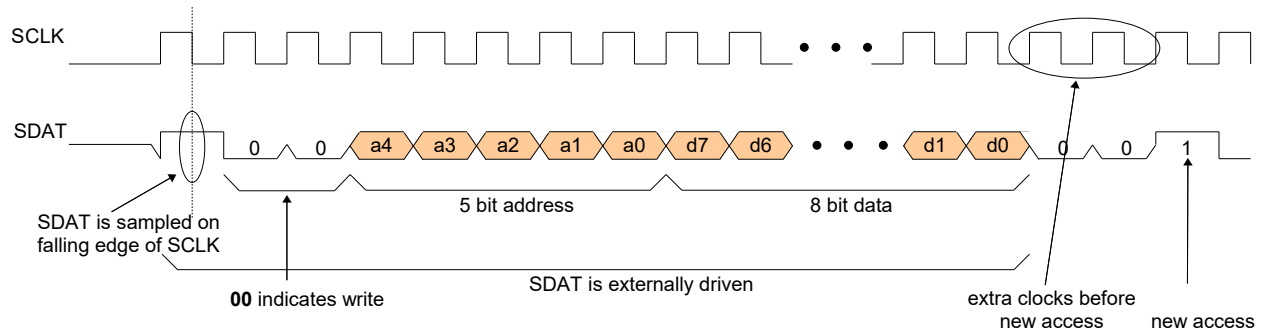 SCLK
SDAT
0 0 a4 a3 a2 a1 a0 d7 d6 d1 d0 0 0 1
5 bit address
8 bit data
SDAT is sampled on
falling edge of SCLK
SDAT is externally driven
00 indicates write
extra clocks before
new access
new access